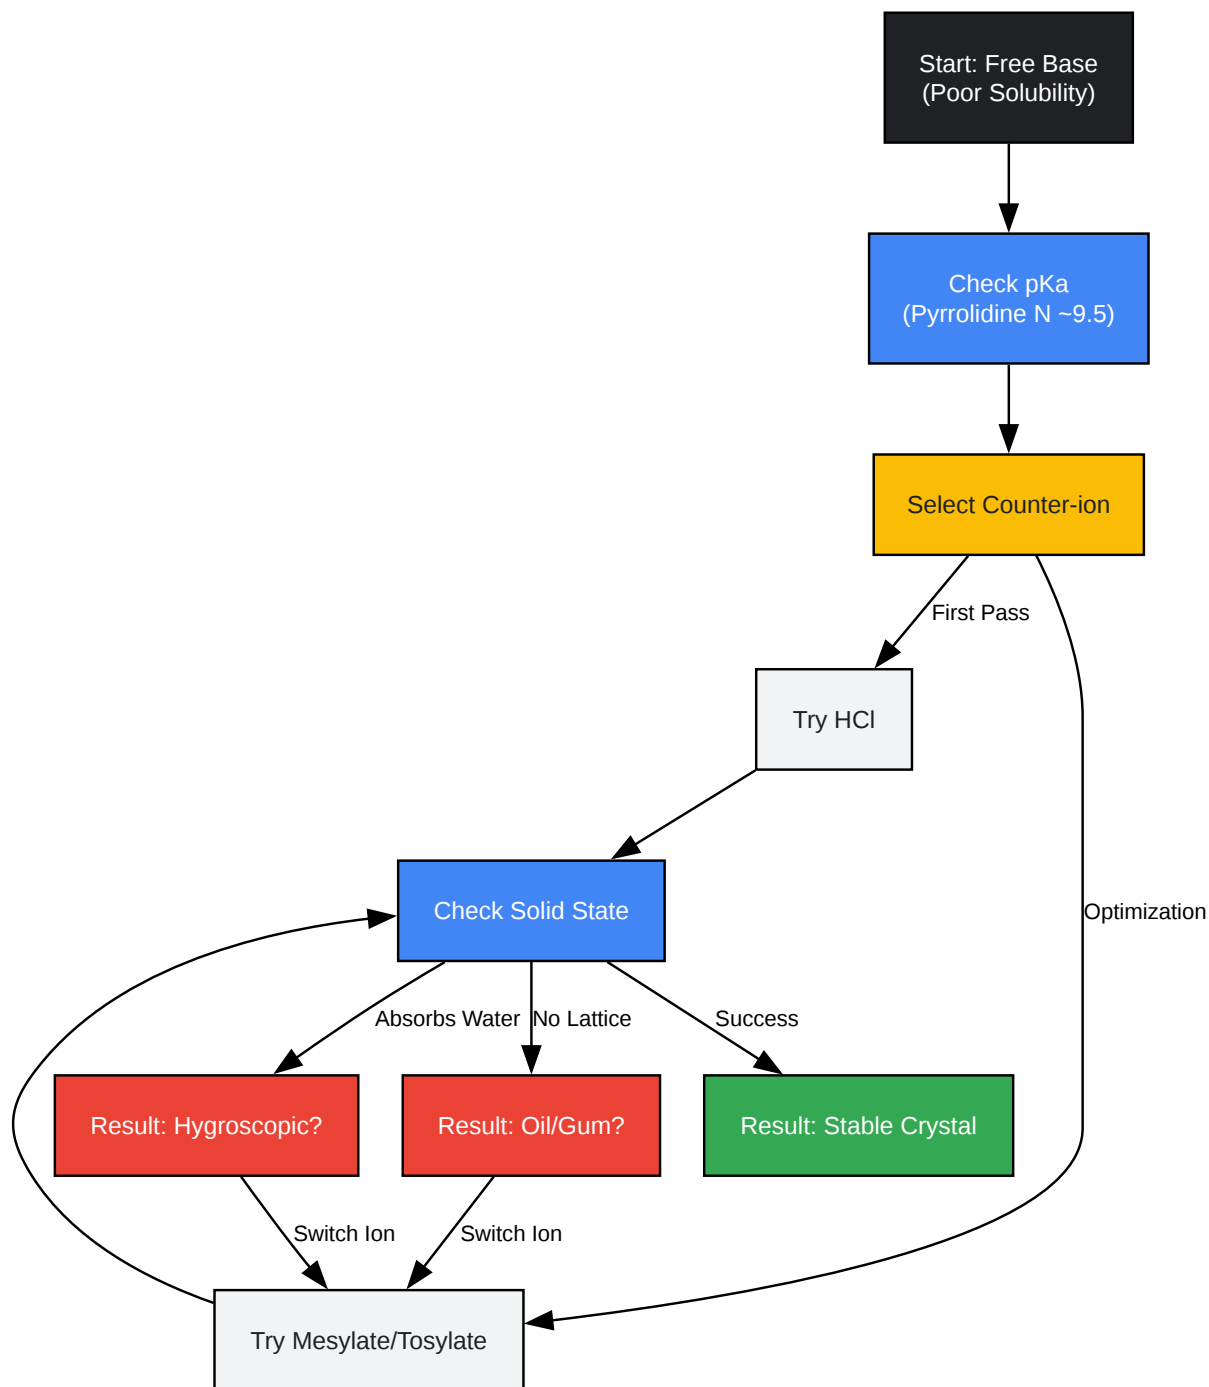 Start: Free Base
(Poor Solubility)
Check pKa
(Pyrrolidine N ~9.5)
Select Counter-ion
First Pass
Try HCl
Check Solid State
Optimization
Absorbs Water
No Lattice
Success
Result: Hygroscopic?
Result: Oil/Gum?
Result: Stable Crystal
Switch Ion
Switch Ion
Try Mesylate/Tosylate